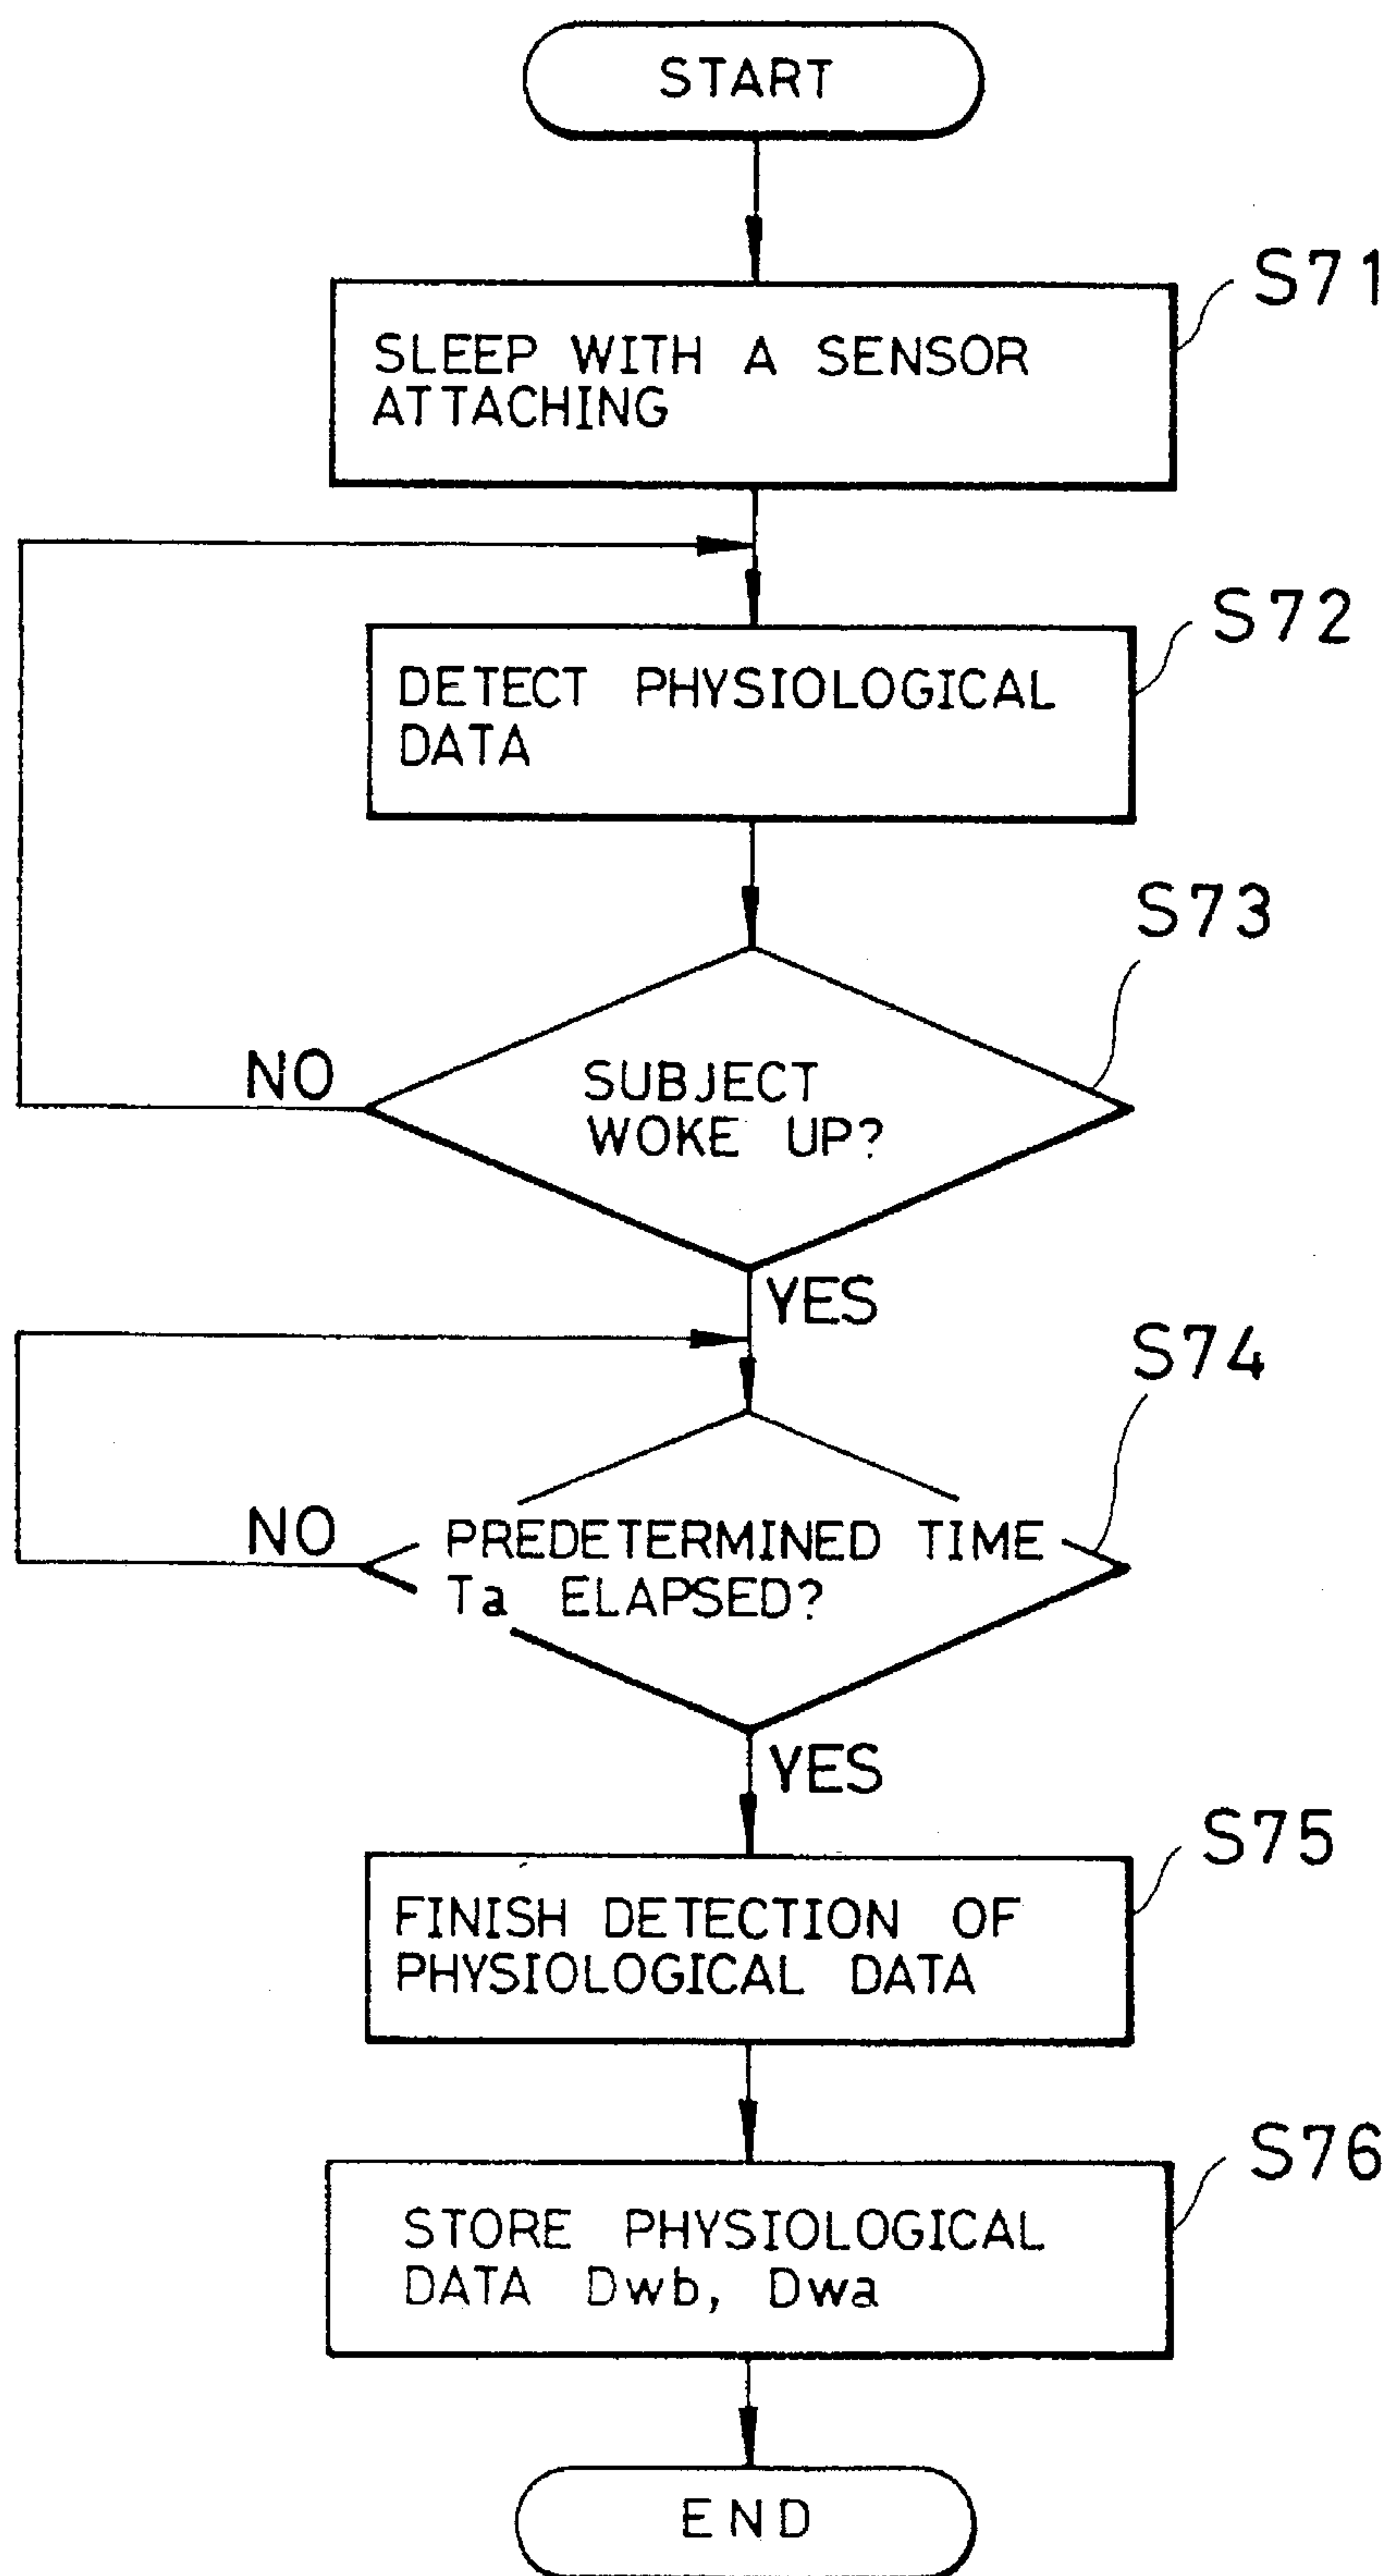 START
S71
SLEEP WITH A SENSOR
ATTACHING
S72
DETECT PHYSIOLOGICAL
DATA
S73
SUBJECT
WOKE UP?
NO
YES
S74
PREDETERMINED TIME
Ta ELAPSED?
NO
YES
S75
FINISH DETECTION OF
PHYSIOLOGICAL DATA
S76
STORE PHYSIOLOGICAL
DATA Dwb, Dwa
END